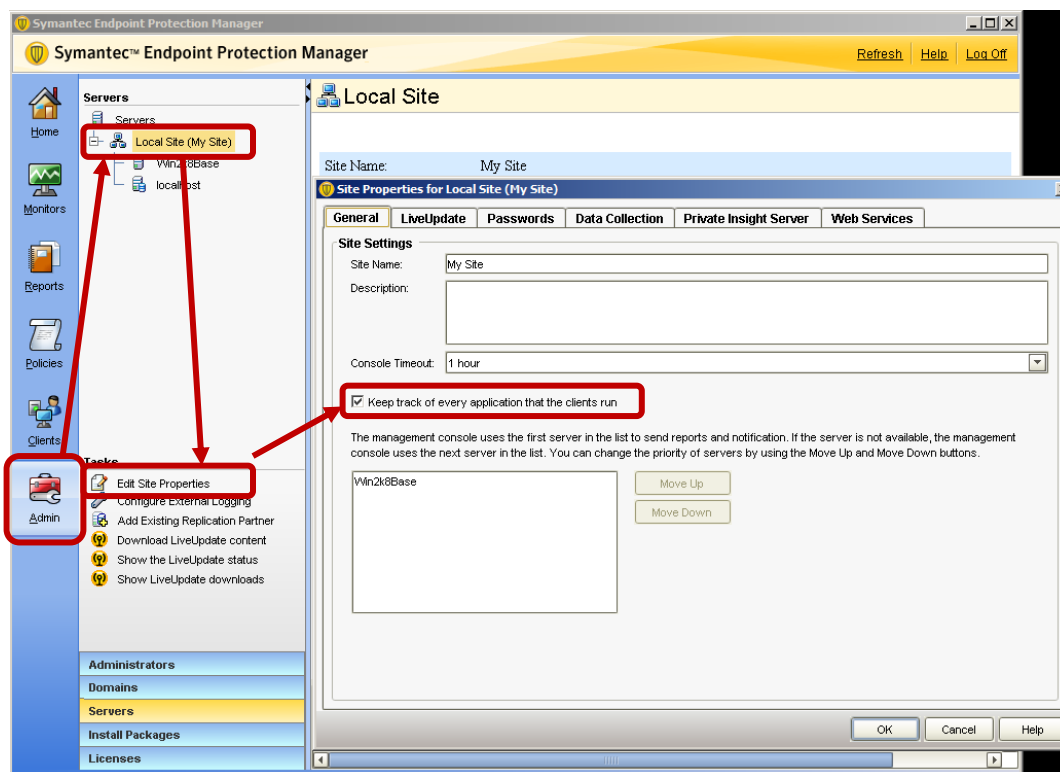 Symantec Endpoint Protection Manager
Symantec™ Endpoint Protection Manager
Refresh
Help
Log Off
Home
Monitors
Reports
Policies
Clients
Admin
Servers
Servers
Local Site (My Site)
Win2k8Base
localhost
Tasks
Edit Site Properties
Configure External Logging
Add Existing Replication Partner
Download LiveUpdate content
Show the LiveUpdate status
Show LiveUpdate downloads
Administrators
Domains
Servers
Install Packages
Licenses
Local Site
Site Name: My Site
Site Properties for Local Site (My Site)
General LiveUpdate Passwords Data Collection Private Insight Server Web Services
Site Settings
Site Name: My Site
Description:
Console Timeout: 1 hour
Keep track of every application that the clients run
The management console uses the first server in the list to send reports and notification. If the server is not available, the management
console uses the next server in the list. You can change the priority of servers by using the Move Up and Move Down buttons.
Win2k8Base
Move Up
Move Down
OK Cancel Help